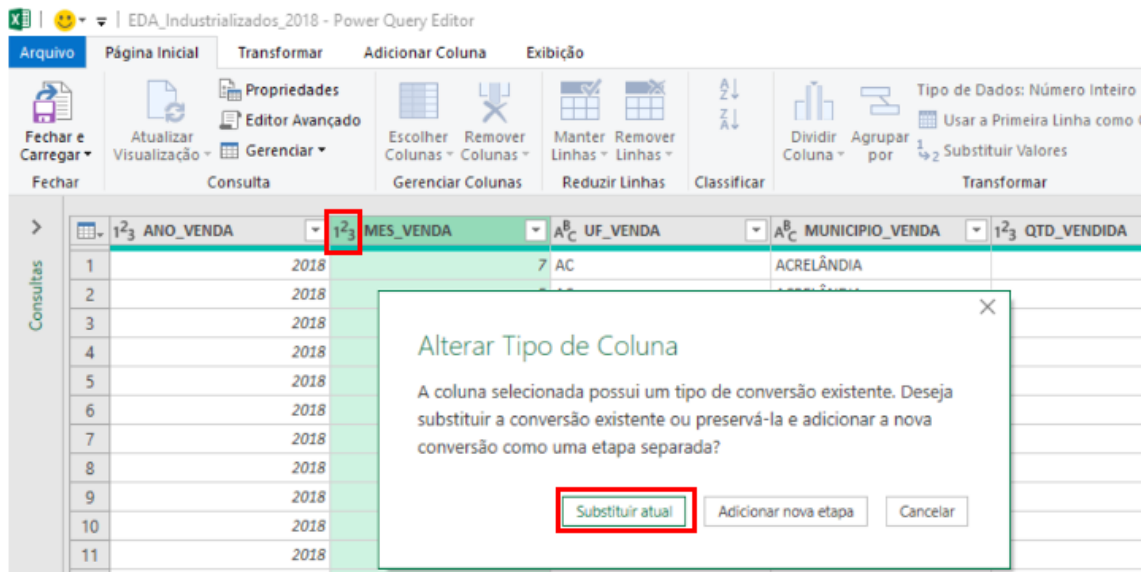 EDA_Industrializados_2018 - Power Query Editor
Arquivo Página Inicial Transformar Adicionar Coluna Exibição
Fechar e
Carregar
Atualizar
Visualização
Propriedades
Editor Avançado
Gerenciar
Escolher
Colunas
Remover
Colunas
Manter
Linhas
Remover
Linhas
Dividir
Coluna
Agrupar
por
Tipo de Dados: Número Inteiro
Usar a Primeira Linha como
Substituir Valores
Fechar Consulta Gerenciar Colunas Reduzir Linhas Classificar Transformar
Consultas
ANO_VENDA MES_VENDA UF_VENDA MUNICIPIO_VENDA QTD_VENDIDA
1 2018 7 AC ACRELÂNDIA
2 2018
3 2018
4 2018
5 2018
6 2018
7 2018
8 2018
9 2018
10 2018
11 2018
Alterar Tipo de Coluna
A coluna selecionada possui um tipo de conversão existente. Deseja
substituir a conversão existente ou preservá-la e adicionar a nova
conversão como uma etapa separada?
Substituir atual Adicionar nova etapa Cancelar